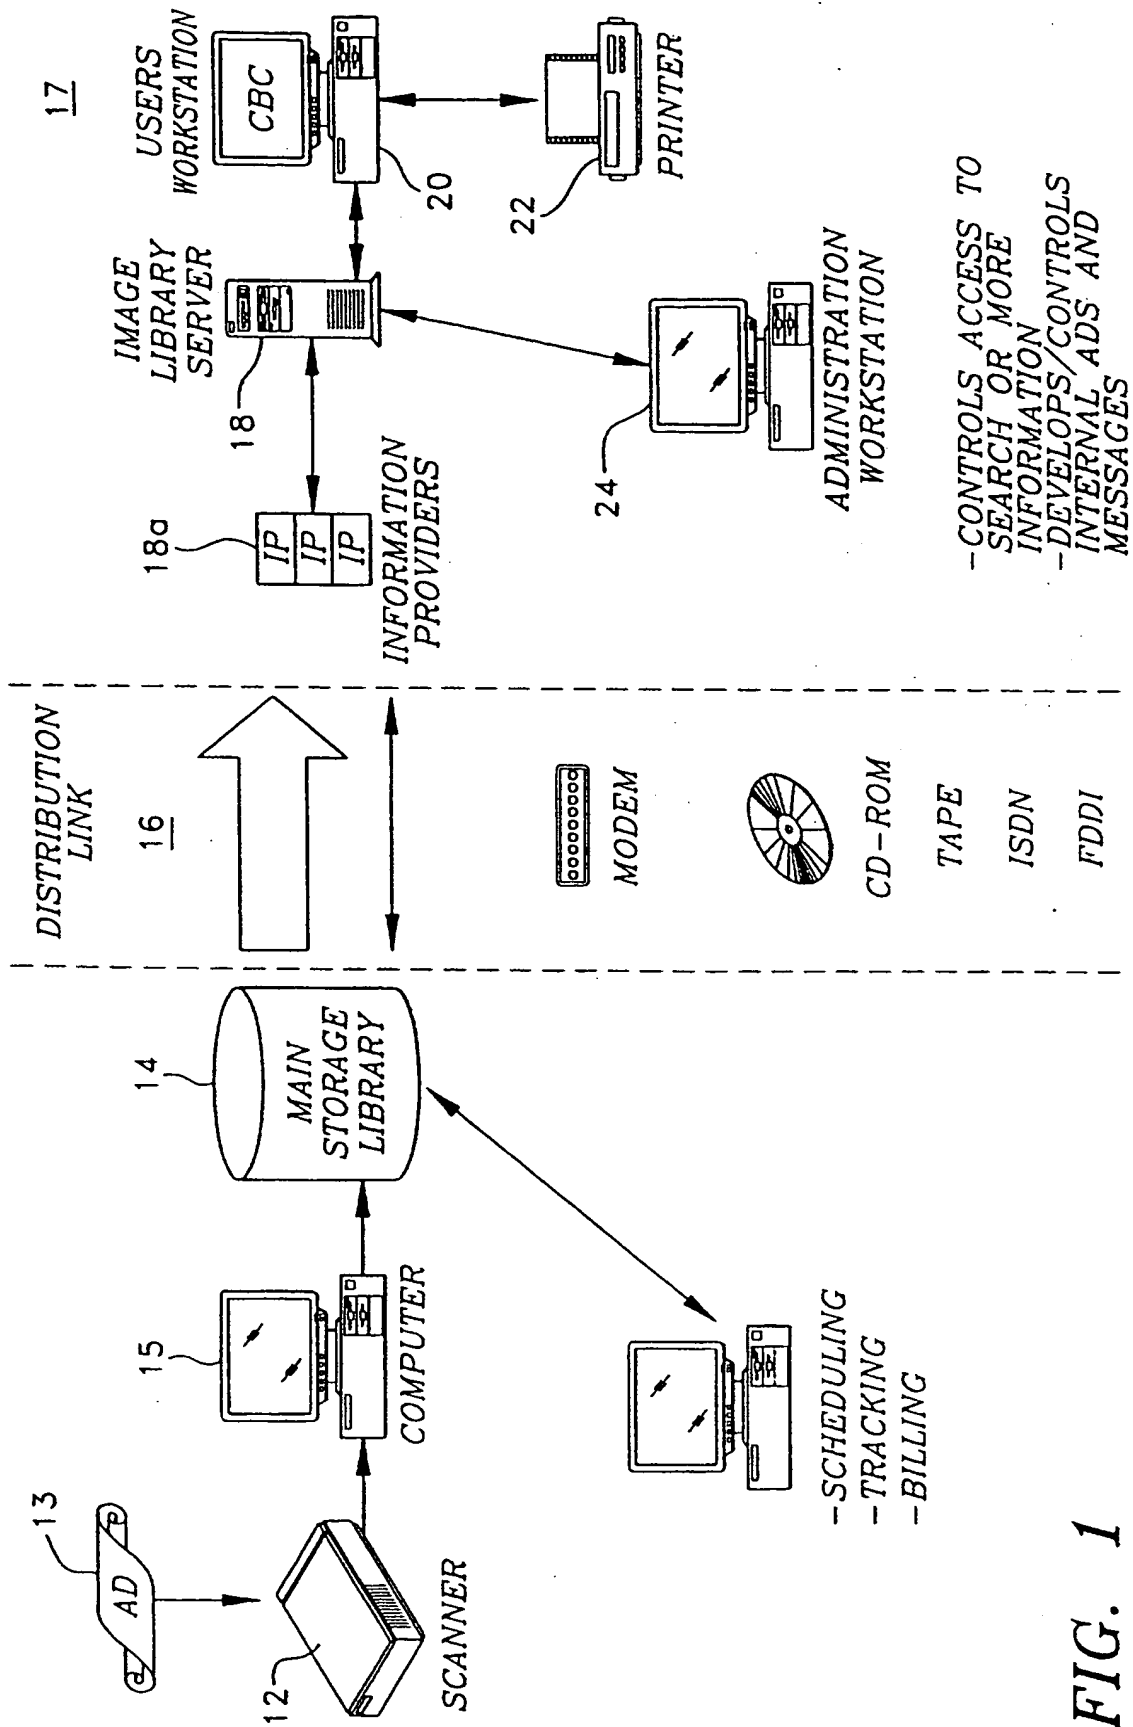 13
AD
12
SCANNER
15
COMPUTER
14
MAIN
STORAGE
LIBRARY
-SCHEDULING
-TRACKING
-BILLING
DISTRIBUTION
LINK
16
MODEM
CD-ROM
TAPE
ISDN
FDDI
17
18a
IP
IP
IP
INFORMATION
PROVIDERS
IMAGE
LIBRARY
SERVER
18
USERS
WORKSTATION
CBC
20
22
PRINTER
24
ADMINISTRATION
WORKSTATION
-CONTROLS ACCESS TO
SEARCH OR MORE
INFORMATION
-DEVELOPS/CONTROLS
INTERNAL ADS AND
MESSAGES
FIG. 1